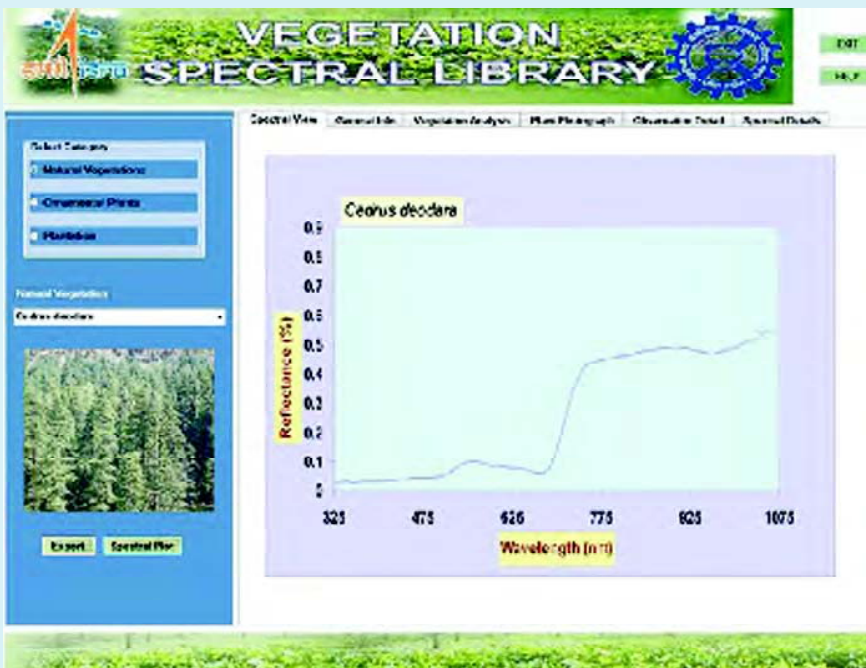 VEGETATION
SPECTRAL LIBRARY
EXIT
HELP
Spectral View General Info Vegetation Analysis Plant Photograph Observation Detail Spectral Details
Select Category
Natural Vegetations
Ornamental Plants
Plantation
Natural Vegetation
Cedrus deodara
Cedrus deodara
0.9
0.8
0.7
0.6
0.5
0.4
0.3
0.2
0.1
0
Reflectance (%)
325 475 625 775 925 1075
Wavelength (nm)
Export Spectral Plot